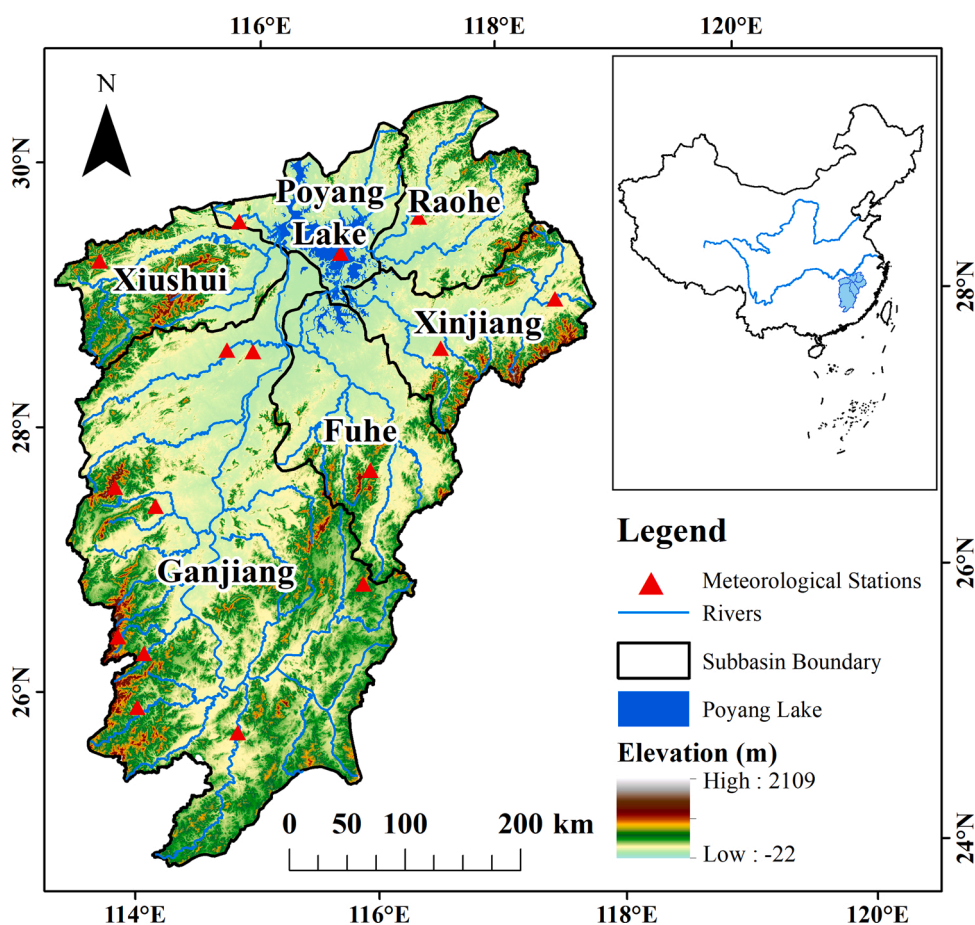 116°E 118°E 120°E
N
30°N
Poyang
Lake
Raohe
Xiushui
Xinjiang
28°N
28°N
Fuhe
Ganjiang
26°N
26°N
Legend
Meteorological Stations
Rivers
Subbasin Boundary
Poyang Lake
Elevation (m)
High : 2109
Low : -22
0 50 100 200 km
24°N
114°E 116°E 118°E 120°E